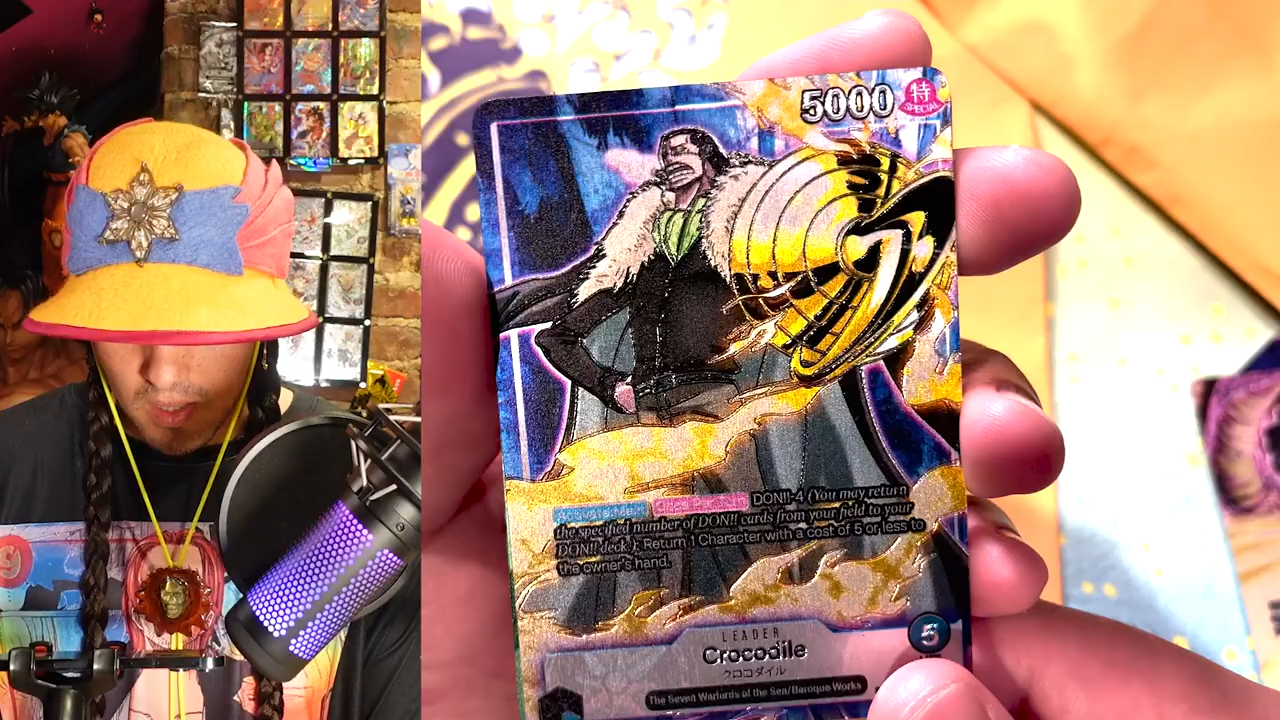 5000
特
SPECIAL
DON!!-4 (You may return
the specified number of DON!! cards from your field to your
DON!! deck.): Return 1 Character with a cost of 5 or less to
the owner's hand.
5
LEADER
Crocodile
クロコダイル
The Seven Warlords of the Sea/Baroque Works